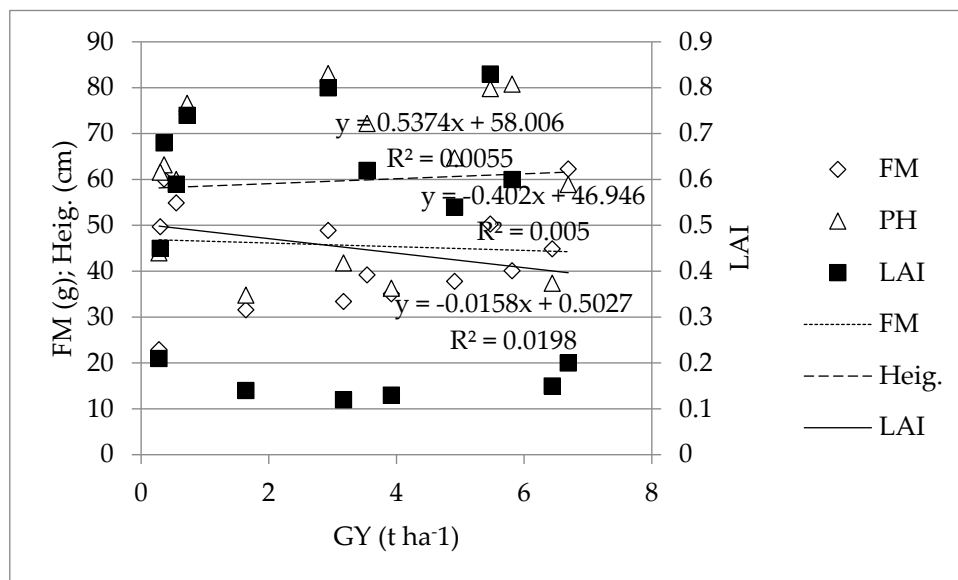 90
80
70
60
50
40
30
20
10
0
FM (g); Heig. (cm)
0.9
0.8
0.7
0.6
0.5
0.4
0.3
0.2
0.1
0
LAI
y = 0.5374x + 58.006
R² = 0.0055
y = -0.402x + 46.946
R² = 0.005
y = -0.0158x + 0.5027
R² = 0.0198
0 2 4 6 8
GY (t ha-1)
FM
PH
LAI
FM
Heig.
LAI